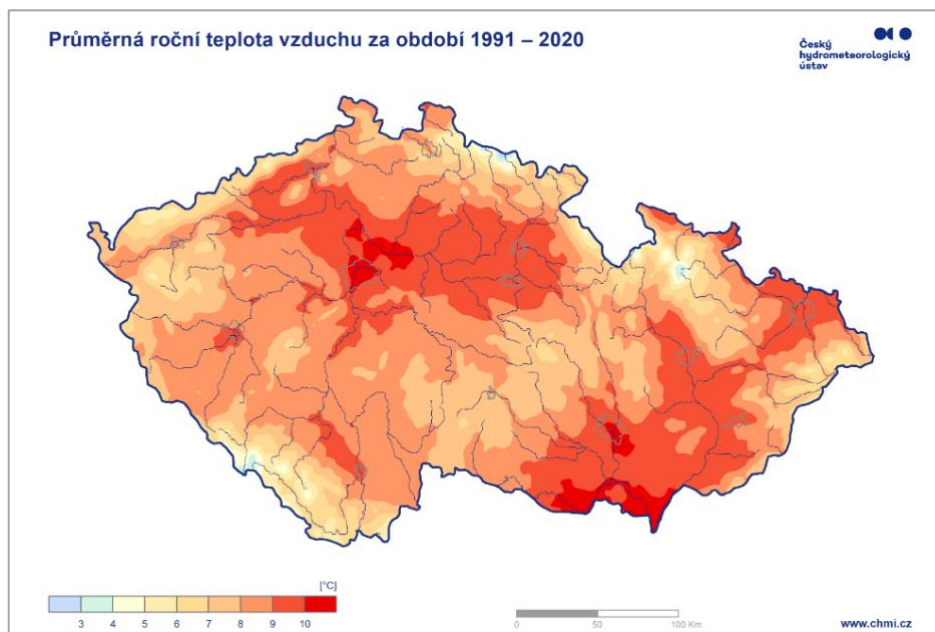 Průměrná roční teplota vzduchu za období 1991 – 2020
Český
hydrometeorologický
ústav
[°C]
3 4 5 6 7 8 9 10
0 50 100 Km
www.chmi.cz